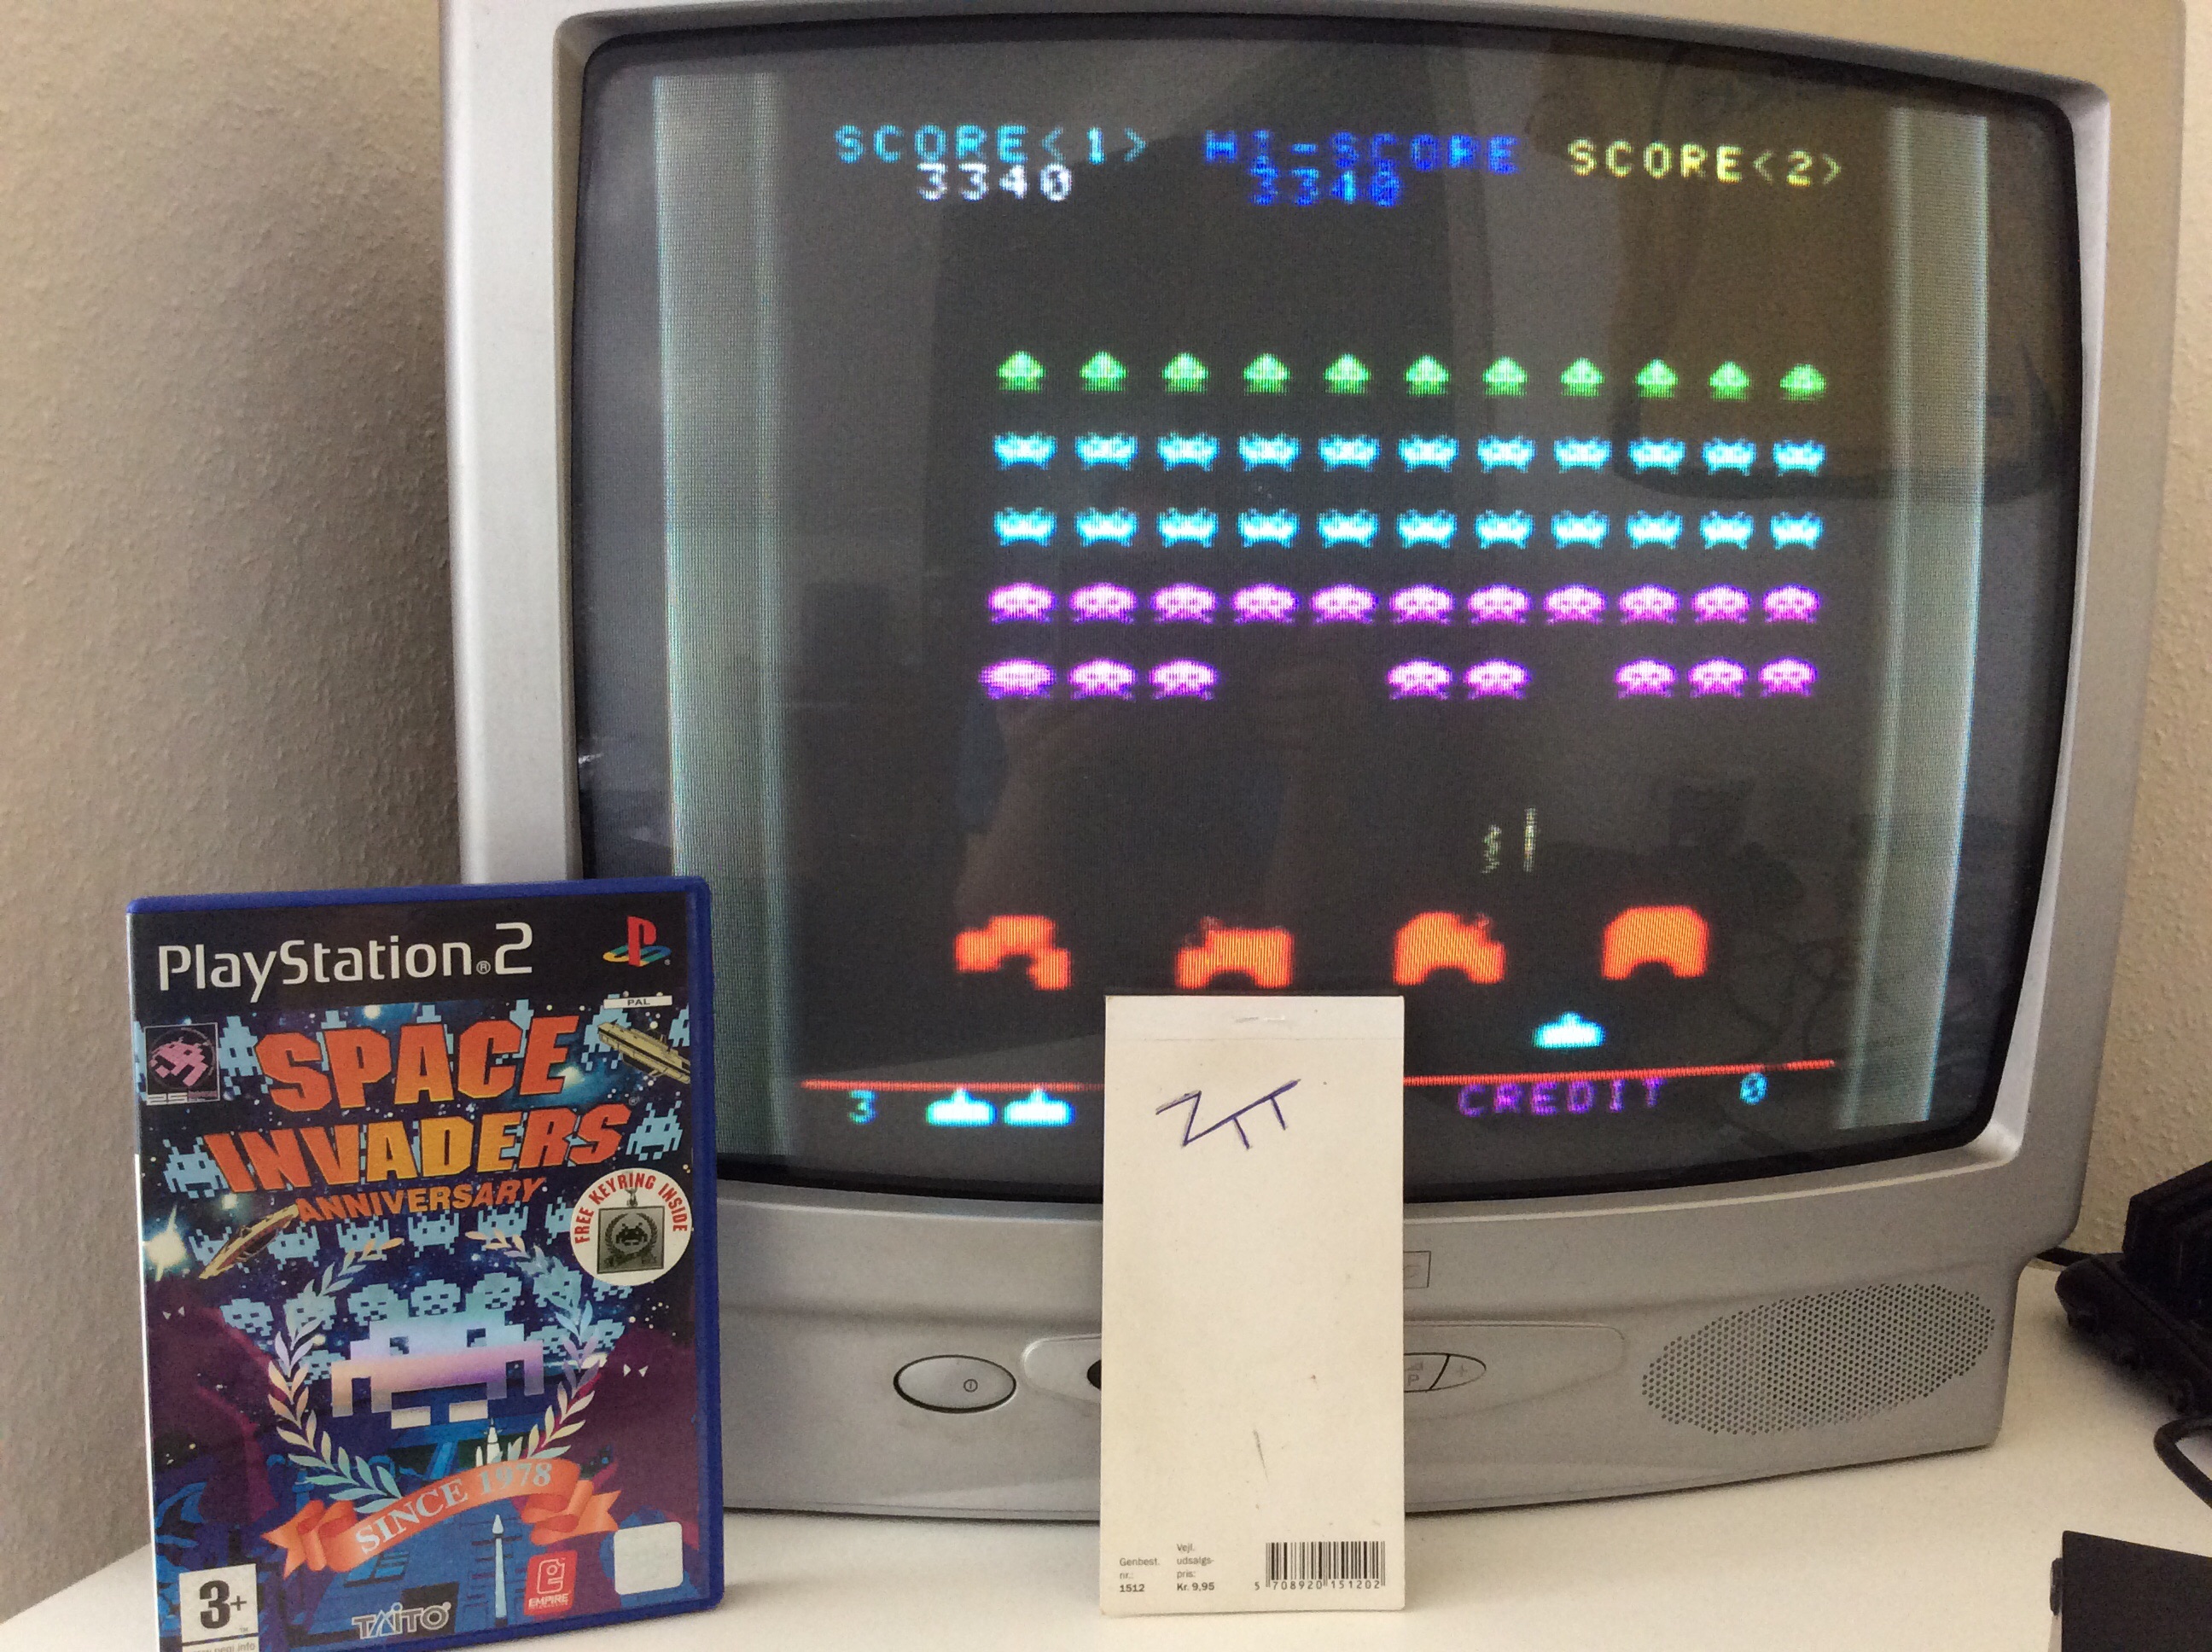 SCORE<1> HI-SCORE SCORE<2>
3340 3340
3 CREDIT 0
PlayStation®2
PAL
SPACE
INVADERS
ANNIVERSARY
FREE KEYRING INSIDE
SINCE 1978
3+
TAITO
EMPIRE
ZTT
Genbest.
nr.:
1512
Vejl.
udsalgs-
pris:
Kr. 9,95
5 708920 151202
P +